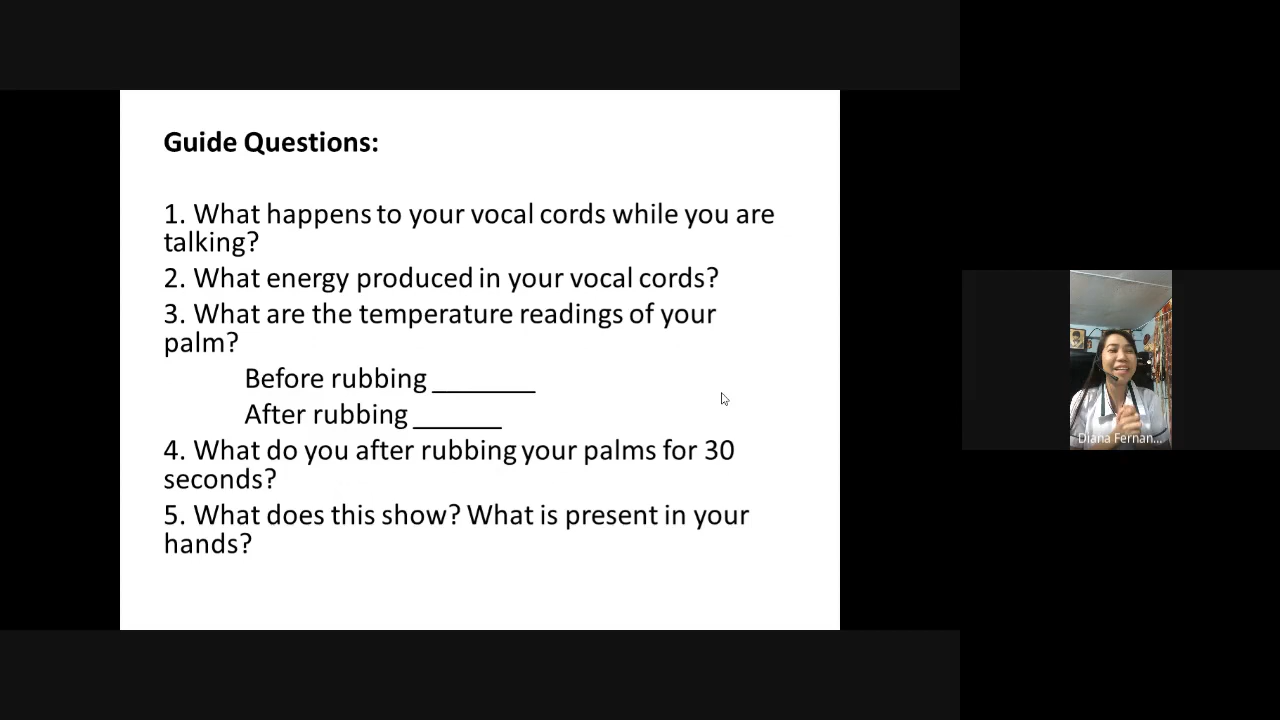 Guide Questions:
1. What happens to your vocal cords while you are
talking?
2. What energy produced in your vocal cords?
3. What are the temperature readings of your
palm?
Before rubbing _______
After rubbing ______
4. What do you after rubbing your palms for 30
seconds?
5. What does this show? What is present in your
hands?
Diana Fernan...